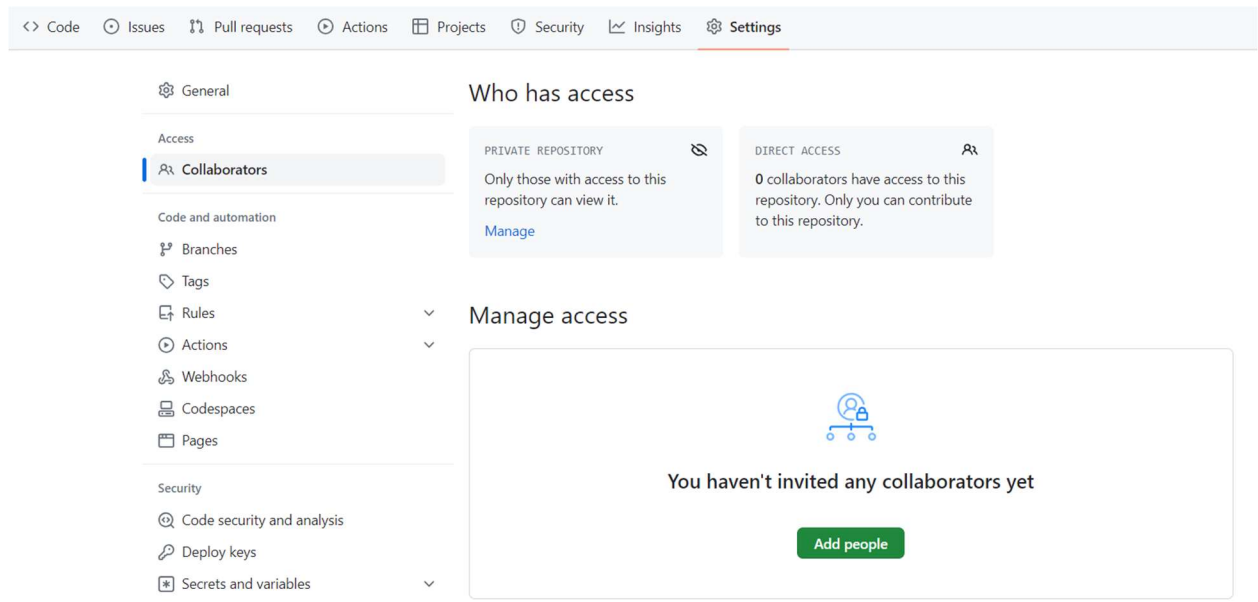 Code Issues Pull requests Actions Projects Security Insights Settings
General
Access
Collaborators
Code and automation
Branches
Tags
Rules
Actions
Webhooks
Codespaces
Pages
Security
Code security and analysis
Deploy keys
Secrets and variables
Who has access
PRIVATE REPOSITORY
Only those with access to this
repository can view it.
Manage
DIRECT ACCESS
0 collaborators have access to this
repository. Only you can contribute
to this repository.
Manage access
You haven't invited any collaborators yet
Add people